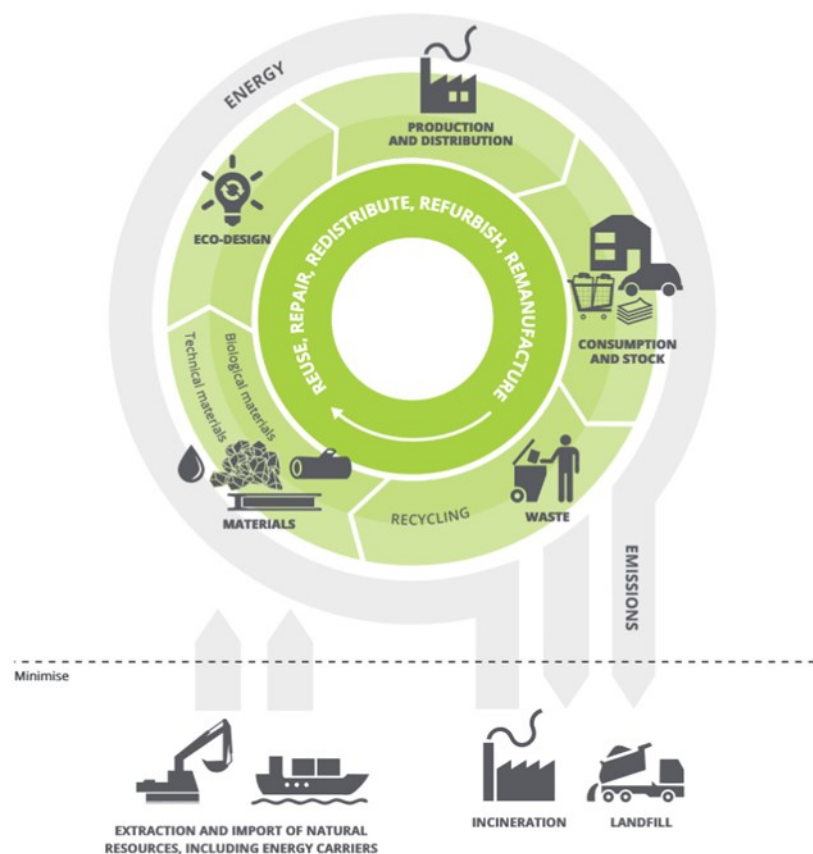 ENERGY
PRODUCTION
AND DISTRIBUTION
ECO-DESIGN
REUSE, REPAIR, REDISTRIBUTE, REFURBISH, REMANUFACTURE
CONSUMPTION
AND STOCK
Technical materials
Biological materials
MATERIALS
RECYCLING
WASTE
EMISSIONS
Minimise
EXTRACTION AND IMPORT OF NATURAL
RESOURCES, INCLUDING ENERGY CARRIERS
INCINERATION
LANDFILL